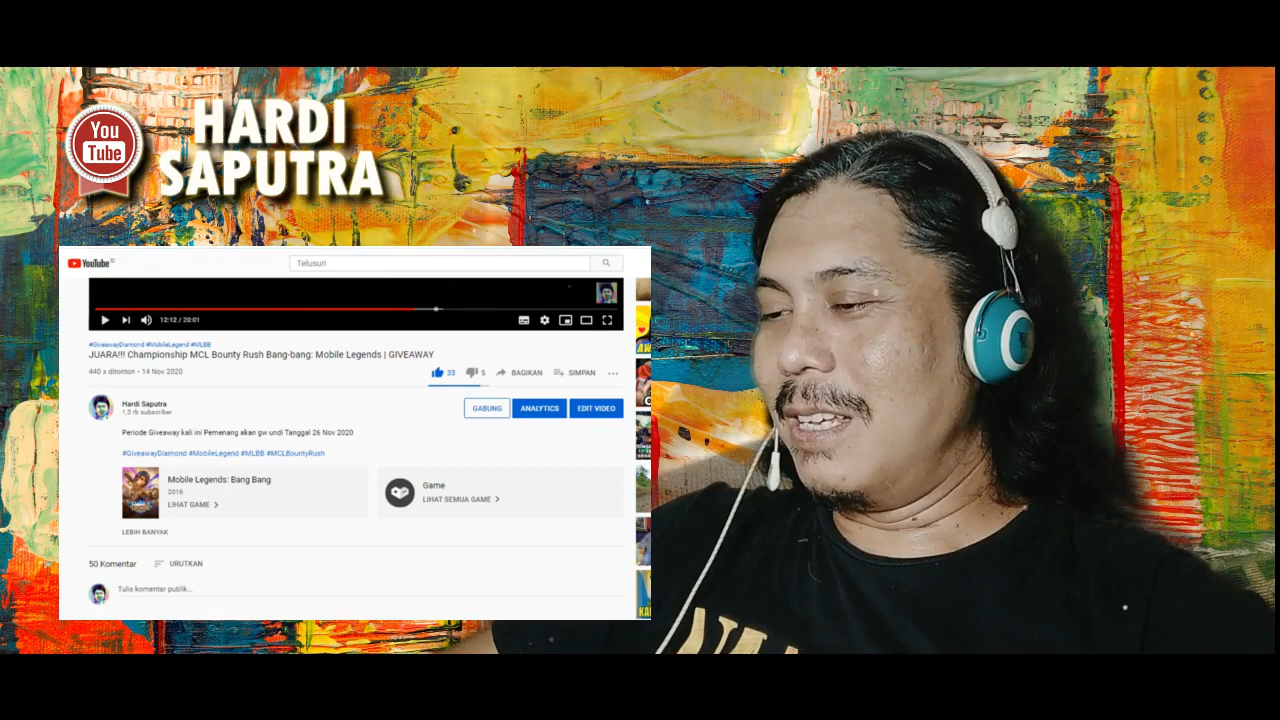 You
Tube
HARDI
SAPUTRA
YouTube ID
Telusuri
12:12 / 20:01
#GiveawayDiamond #MobileLegend #MLBB
JUARA!!! Championship MCL Bounty Rush Bang-bang: Mobile Legends | GIVEAWAY
440 x ditonton • 14 Nov 2020
33
5
BAGIKAN
SIMPAN
Hardi Saputra
1,5 rb subscriber
GABUNG
ANALYTICS
EDIT VIDEO
Periode Giveaway kali ini Pemenang akan gw undi Tanggal 26 Nov 2020
#GiveawayDiamond #MobileLegend #MLBB #MCLBountyRush
Mobile Legends: Bang Bang
2016
LIHAT GAME
Game
LIHAT SEMUA GAME
LEBIH BANYAK
50 Komentar
URUTKAN
Tulis komentar publik...